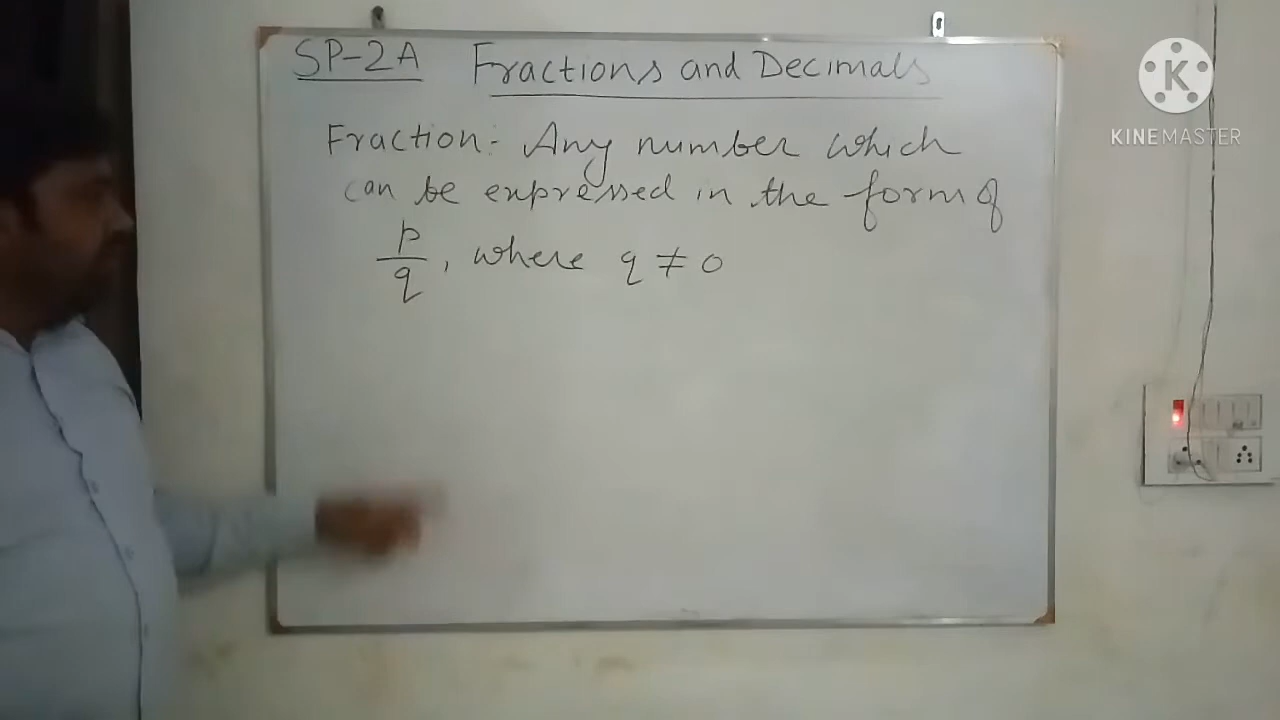 SP-2A Fractions and Decimals
Fraction:- Any number which
can be expressed in the form of
p/q, where q ≠ 0
K
KINEMASTER